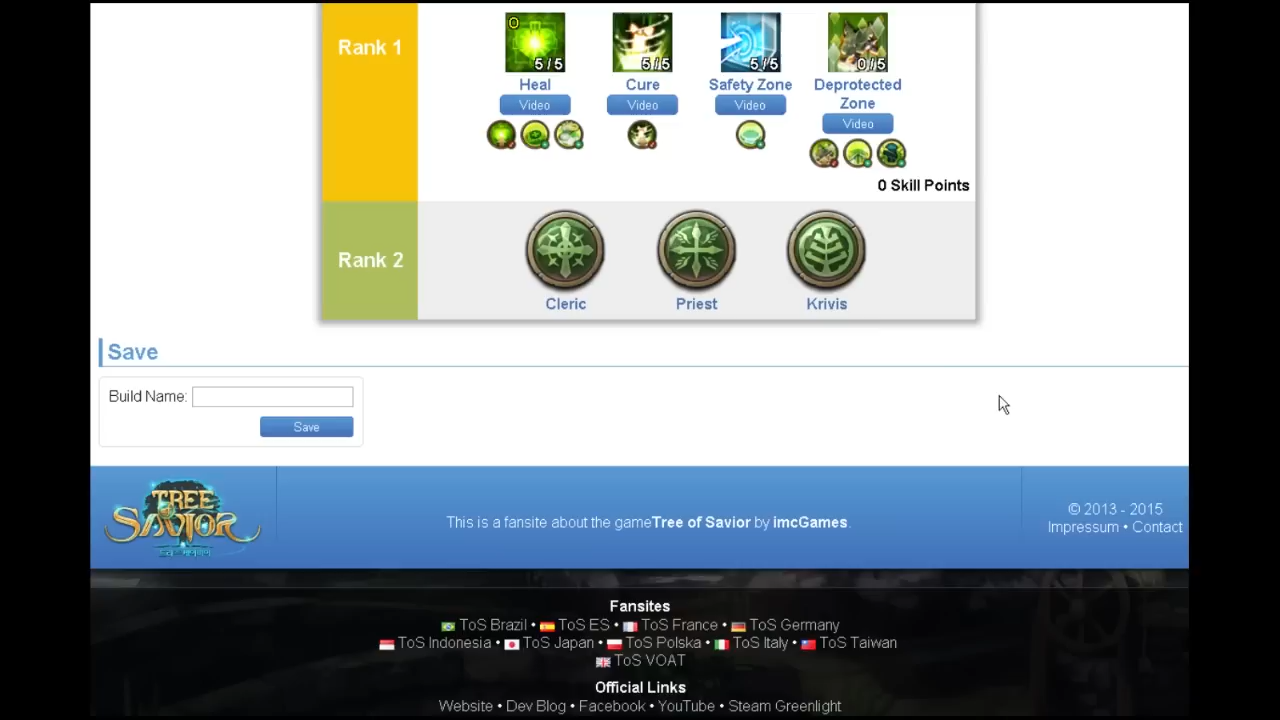 Rank 1
0
5 / 5
5 / 5
5 / 5
0 / 5
Heal
Cure
Safety Zone
Deprotected
Zone
Video
Video
Video
Video
0 Skill Points
Rank 2
Cleric
Priest
Krivis
Save
Build Name:
Save
TREE
OF
SAVIOR
This is a fansite about the gameTree of Savior by imcGames.
© 2013 - 2015
Impressum • Contact
Fansites
ToS Brazil • ToS ES • ToS France • ToS Germany
ToS Indonesia • ToS Japan • ToS Polska • ToS Italy • ToS Taiwan
ToS VOAT
Official Links
Website • Dev Blog • Facebook • YouTube • Steam Greenlight